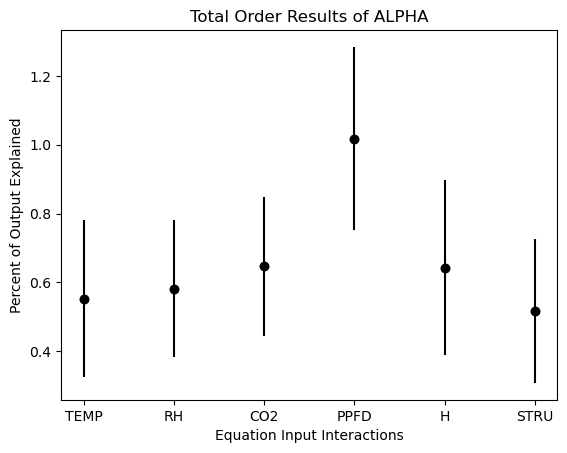 Total Order Results of ALPHA
Percent of Output Explained
1.2
1.0
0.8
0.6
0.4
TEMP RH CO2 PPFD H STRU
Equation Input Interactions